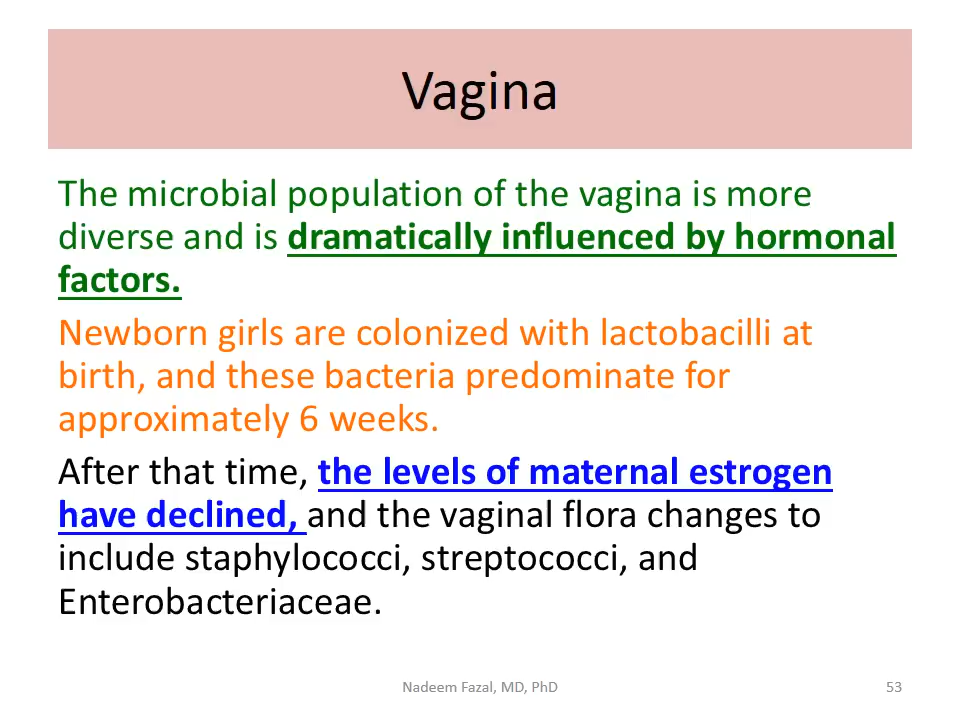 Vagina
The microbial population of the vagina is more
diverse and is dramatically influenced by hormonal
factors.
Newborn girls are colonized with lactobacilli at
birth, and these bacteria predominate for
approximately 6 weeks.
After that time, the levels of maternal estrogen
have declined, and the vaginal flora changes to
include staphylococci, streptococci, and
Enterobacteriaceae.
Nadeem Fazal, MD, PhD
53